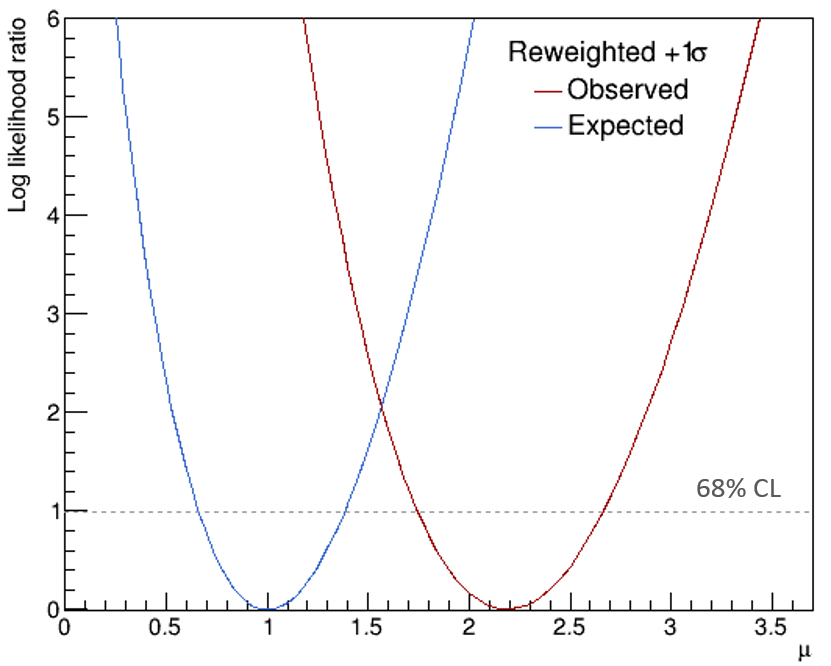 Log likelihood ratio
6
5
4
3
2
1
0
Reweighted +1σ
Observed
Expected
68% CL
0
0.5
1
1.5
2
2.5
3
3.5
μ